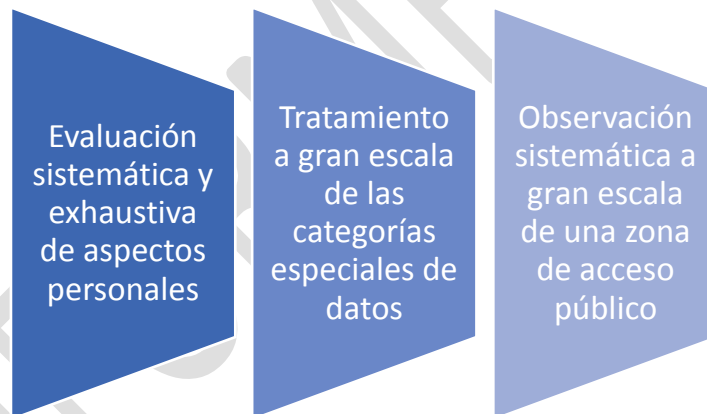 Evaluación
sistemática y
exhaustiva
de aspectos
personales
Tratamiento
a gran escala
de las
categorías
especiales de
datos
Observación
sistemática a
gran escala
de una zona
de acceso
público